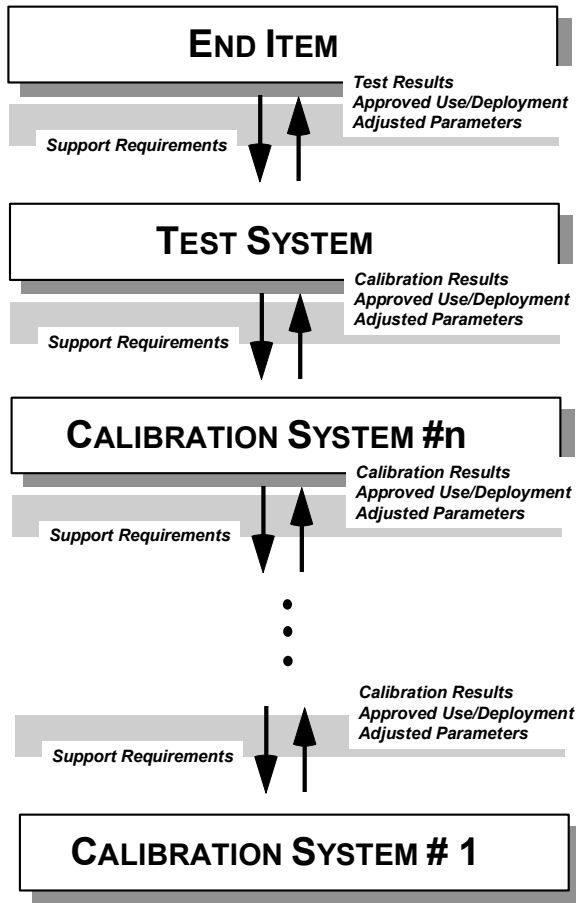 END ITEM
Test Results
Approved Use/Deployment
Adjusted Parameters
Support Requirements
TEST SYSTEM
Calibration Results
Approved Use/Deployment
Adjusted Parameters
Support Requirements
CALIBRATION SYSTEM #n
Calibration Results
Approved Use/Deployment
Adjusted Parameters
Support Requirements
Calibration Results
Approved Use/Deployment
Adjusted Parameters
Support Requirements
CALIBRATION SYSTEM # 1